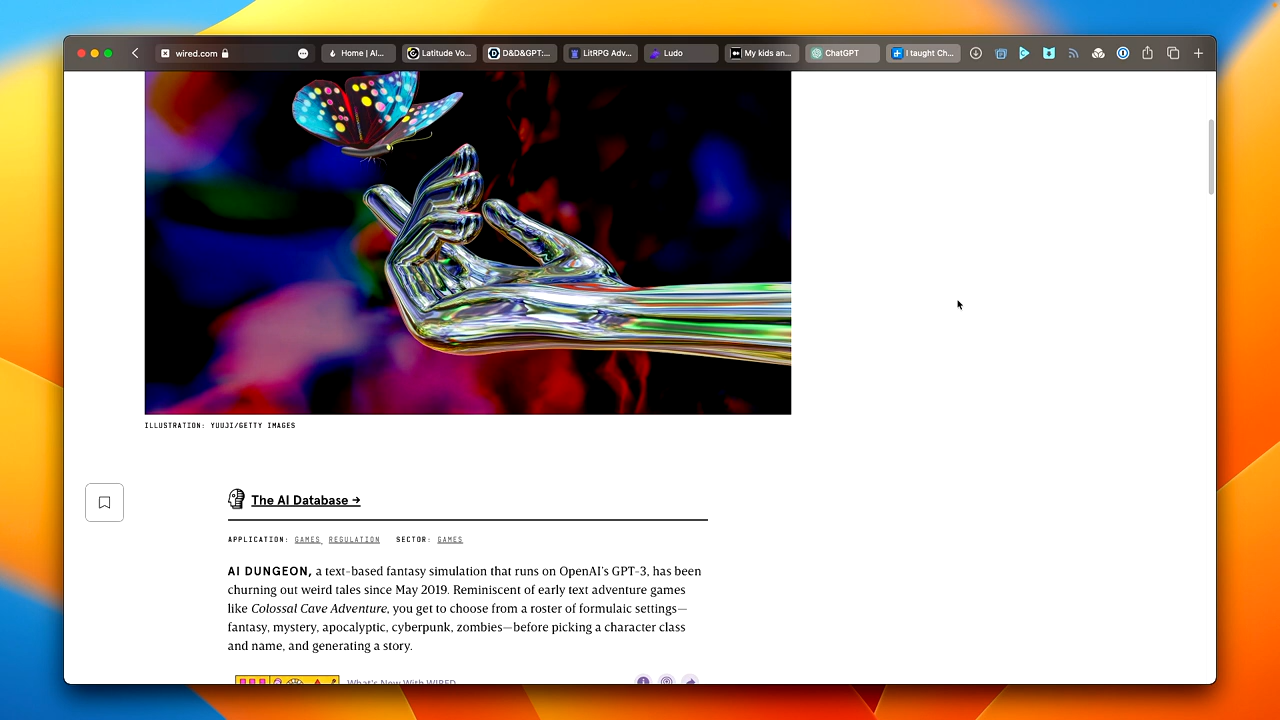 wired.com
Home | AI...
Latitude Vo...
D&D&GPT:...
LitRPG Adv...
Ludo
My kids an...
ChatGPT
I taught Ch...
ILLUSTRATION: YUUJI/GETTY IMAGES
The AI Database →
APPLICATION: GAMES, REGULATION SECTOR: GAMES
AI DUNGEON, a text-based fantasy simulation that runs on OpenAI's GPT-3, has been
churning out weird tales since May 2019. Reminiscent of early text adventure games
like Colossal Cave Adventure, you get to choose from a roster of formulaic settings—
fantasy, mystery, apocalyptic, cyberpunk, zombies—before picking a character class
and name, and generating a story.
What's New With WIRED